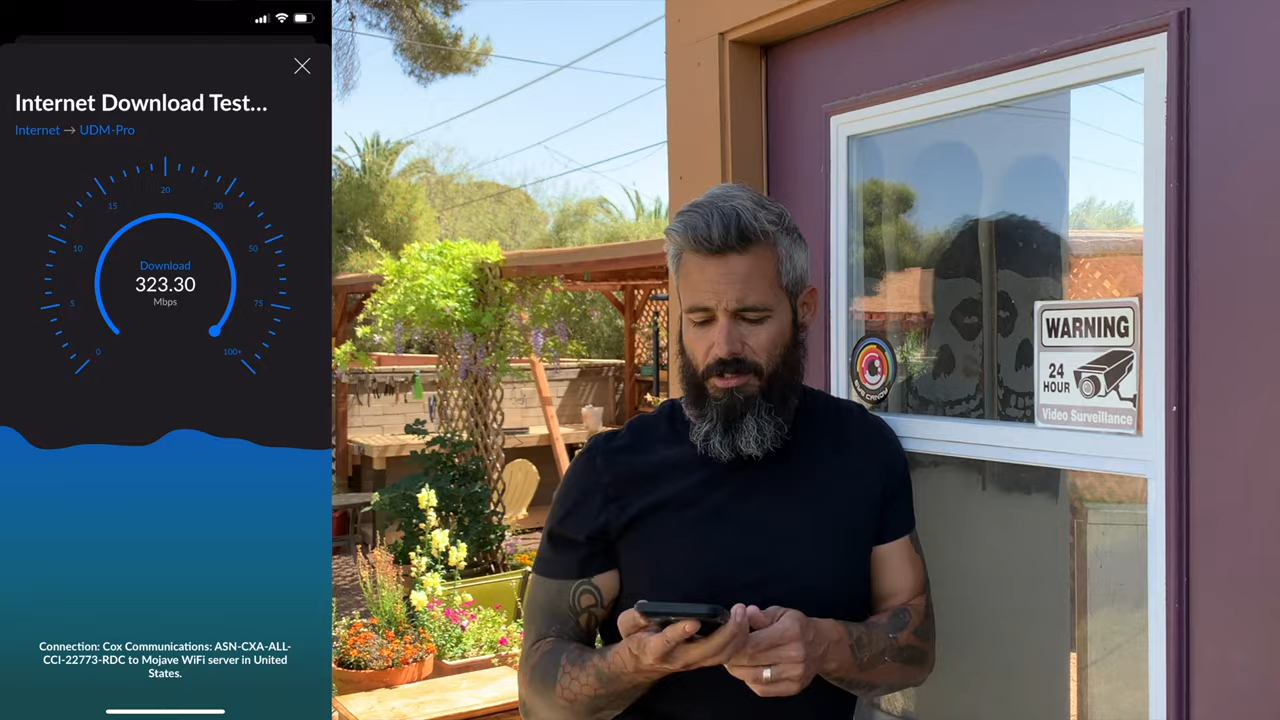 Internet Download Test...
Internet → UDM-Pro
20
15
30
10
50
Download
323.30
Mbps
5
75
0
100+
Connection: Cox Communications: ASN-CXA-ALL-
CCI-22773-RDC to Mojave WiFi server in United
States.
WARNING
24
HOUR
Video Surveillance
EYE CANDY